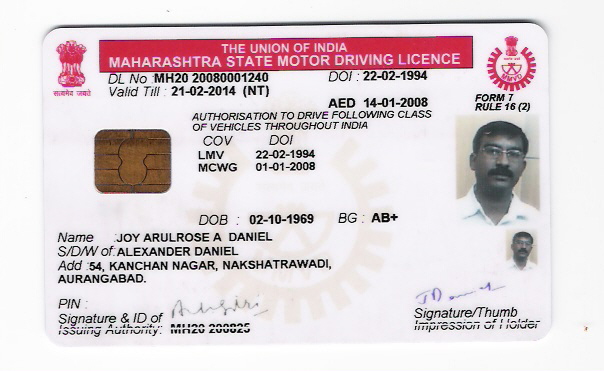 THE UNION OF INDIA
MAHARASHTRA STATE MOTOR DRIVING LICENCE
DL No : MH20 20080001240 DOI : 22-02-1994
Valid Till : 21-02-2014 (NT)
AED 14-01-2008
FORM 7
RULE 16 (2)
AUTHORISATION TO DRIVE FOLLOWING CLASS
OF VEHICLES THROUGHOUT INDIA
COV DOI
LMV 22-02-1994
MCWG 01-01-2008
सत्यमेव जयते
MMVD
DOB : 02-10-1969 BG : AB+
Name : JOY ARULROSE A DANIEL
S/D/W of : ALEXANDER DANIEL
Add : 54, KANCHAN NAGAR, NAKSHATRAWADI,
AURANGABAD.
PIN :
Signature & ID of
Issuing Authority: MH20 200825
Signature/Thumb
Impression of Holder